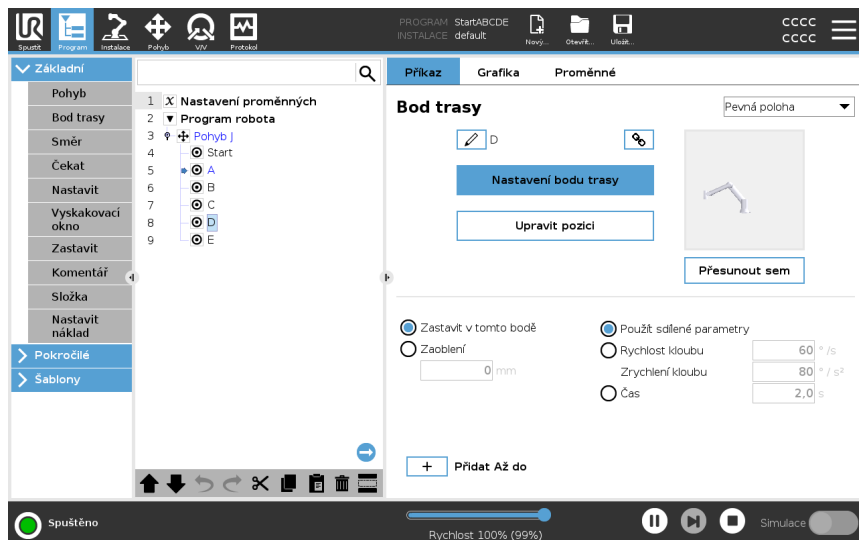 UR
PROGRAM StartABCDE
INSTALACE default
CCCC
CCCC
Spustit
Program
Instalace
Pohyb
V/V
Protokol
Nový...
Otevřít...
Uložit...
Základní
Pohyb
Bod trasy
Směr
Čekat
Nastavit
Vyskakovací
okno
Zastavit
Komentář
Složka
Nastavit
náklad
Pokročilé
Šablony
1 X Nastavení proměnných
2 Program robota
3 Pohyb J
4 Start
5 A
6 B
7 C
8 D
9 E
Příkaz
Grafika
Proměnné
Bod trasy
Pevná poloha
D
Nastavení bodu trasy
Upravit pozici
Přesunout sem
Zastavit v tomto bodě
Zaoblení
0 mm
Použít sdílené parametry
Rychlost kloubu 60 ° /s
Zrychlení kloubu 80 ° / s²
Čas 2,0 s
+ Přidat Až do
Spuštěno
Rychlost 100% (99%)
Simulace